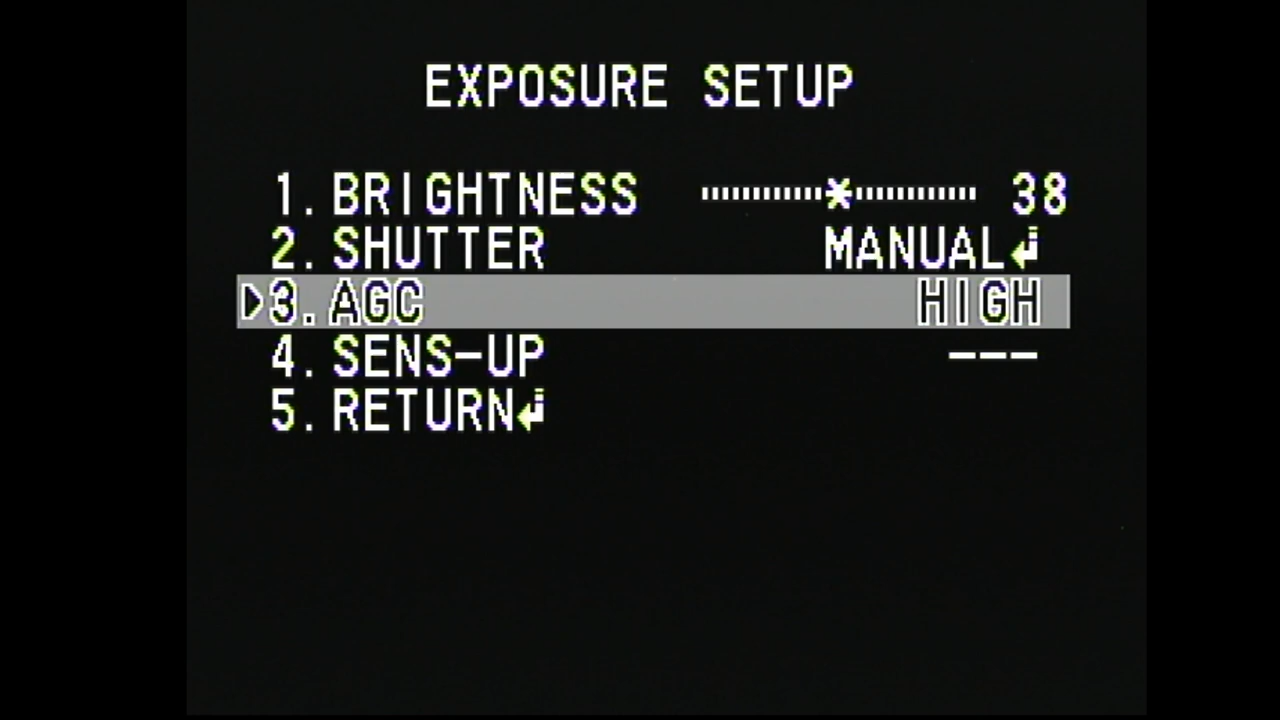 EXPOSURE SETUP
1. BRIGHTNESS 38
2. SHUTTER MANUAL↲
3. AGC HIGH
4. SENS-UP ---
5. RETURN↲